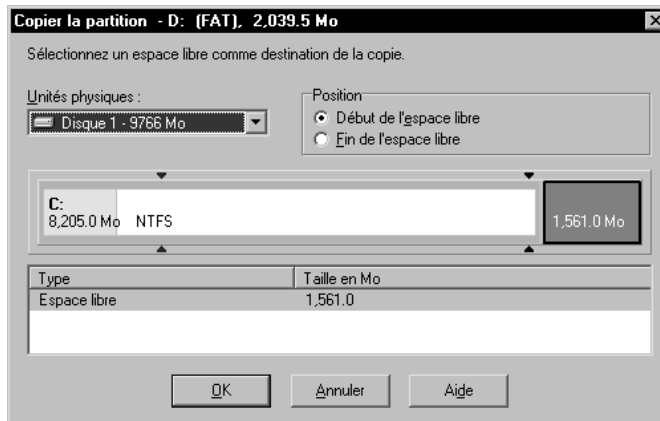 Copier la partition - D: (FAT), 2,039.5 Mo
Sélectionnez un espace libre comme destination de la copie.
Unités physiques :
Disque 1 - 9766 Mo
Position
Début de l'espace libre
Fin de l'espace libre
C:
8,205.0 Mo NTFS
1,561.0 Mo
Type Taille en Mo
Espace libre 1,561.0
OK Annuler Aide